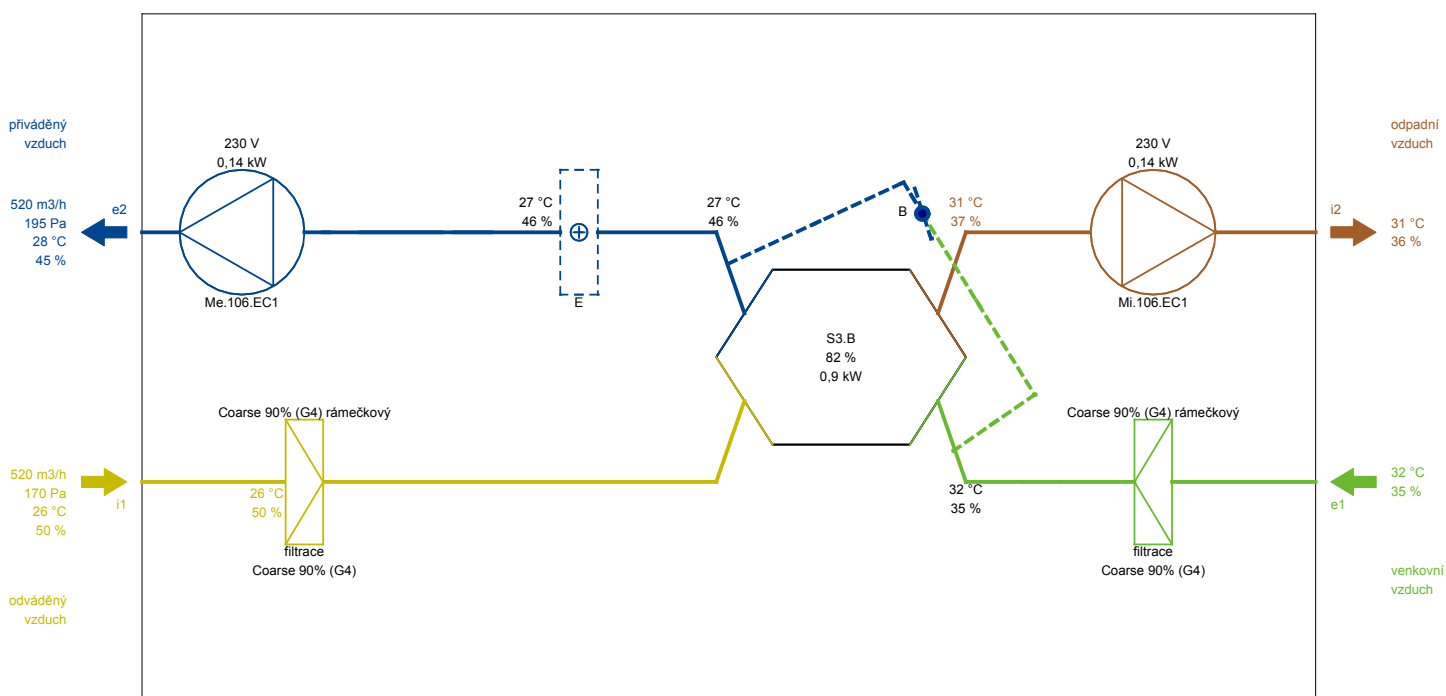 přiváděný
vzduch
230 V
0,14 kW
230 V
0,14 kW
odpadní
vzduch
520 m3/h
195 Pa
28 °C
45 %
e2
27 °C
46 %
27 °C
46 %
B
31 °C
37 %
i2
31 °C
36 %
Me.106.EC1
E
Mi.106.EC1
S3.B
82 %
0,9 kW
Coarse 90% (G4) rámečkový
Coarse 90% (G4) rámečkový
520 m3/h
170 Pa
26 °C
50 %
i1
26 °C
50 %
32 °C
35 %
e1
32 °C
35 %
filtrace
Coarse 90% (G4)
filtrace
Coarse 90% (G4)
odváděný
vzduch
venkovní
vzduch